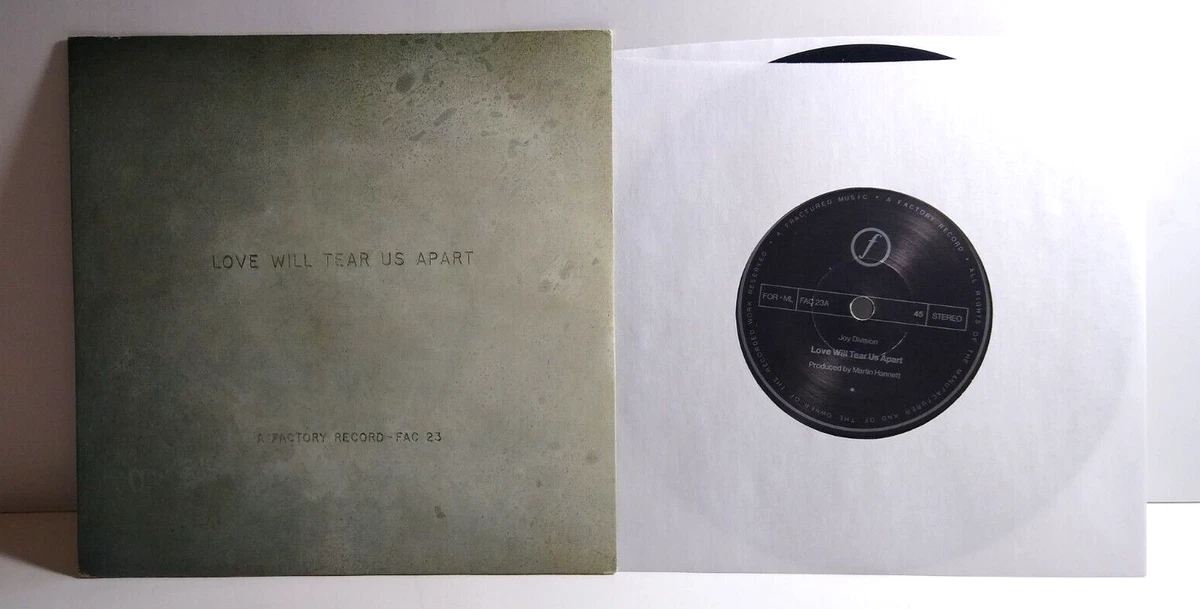 LOVE WILL TEAR US APART
A FACTORY RECORD-FAC 23
A FRACTURED MUSIC • A FACTORY RECORD • ALL RIGHTS OF THE MANUFACTURER AND OF THE OWNER OF THE RECORDED WORK RESERVED •
f
FOR•ML FAC 23A 45 STEREO
Joy Division
Love Will Tear Us Apart
Produced by Martin Hannett